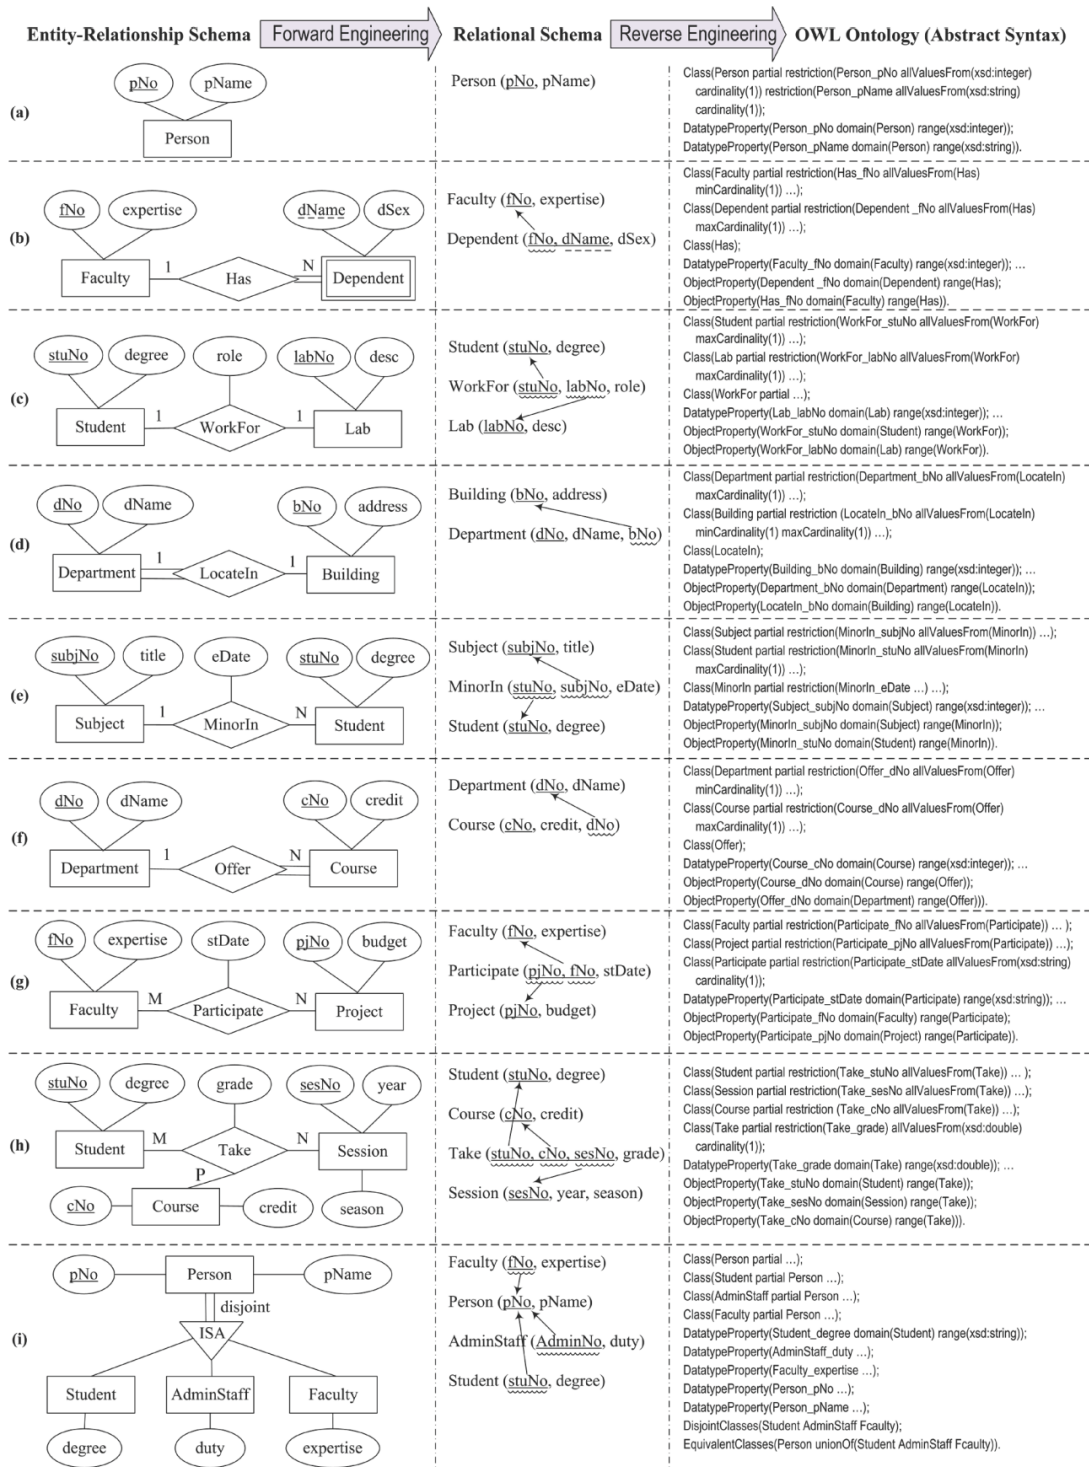 Entity-Relationship Schema Forward Engineering Relational Schema Reverse Engineering OWL Ontology (Abstract Syntax)
(a)
pNo pName
Person
Person (pNo, pName)
Class(Person partial restriction(Person_pNo allValuesFrom(xsd:integer)
cardinality(1)) restriction(Person_pName allValuesFrom(xsd:string)
cardinality(1));
DatatypeProperty(Person_pNo domain(Person) range(xsd:integer));
DatatypeProperty(Person_pName domain(Person) range(xsd:string)).
(b)
fNo expertise dName dSex
Faculty 1 Has N Dependent
Faculty (fNo, expertise)
Dependent (fNo, dName, dSex)
Class(Faculty partial restriction(Has_fNo allValuesFrom(Has)
minCardinality(1)) …);
Class(Dependent partial restriction(Dependent _fNo allValuesFrom(Has)
maxCardinality(1)) …);
Class(Has);
DatatypeProperty(Faculty_fNo domain(Faculty) range(xsd:integer)); …
ObjectProperty(Dependent _fNo domain(Dependent) range(Has);
ObjectProperty(Has_fNo domain(Faculty) range(Has)).
(c)
stuNo degree role labNo desc
Student 1 WorkFor 1 Lab
Student (stuNo, degree)
WorkFor (stuNo, labNo, role)
Lab (labNo, desc)
Class(Student partial restriction(WorkFor_stuNo allValuesFrom(WorkFor)
maxCardinality(1)) …);
Class(Lab partial restriction(WorkFor_labNo allValuesFrom(WorkFor)
maxCardinality(1)) …);
Class(WorkFor partial …);
DatatypeProperty(Lab_labNo domain(Lab) range(xsd:integer)); …
ObjectProperty(WorkFor_stuNo domain(Student) range(WorkFor));
ObjectProperty(WorkFor_labNo domain(Lab) range(WorkFor)).
(d)
dNo dName bNo address
Department 1 LocateIn 1 Building
Building (bNo, address)
Department (dNo, dName, bNo)
Class(Department partial restriction(Department_bNo allValuesFrom(LocateIn)
maxCardinality(1)) …);
Class(Building partial restriction (LocateIn_bNo allValuesFrom(LocateIn)
minCardinality(1) maxCardinality(1)) …);
Class(LocateIn);
DatatypeProperty(Building_bNo domain(Building) range(xsd:integer)); …
ObjectProperty(Department_bNo domain(Department) range(LocateIn));
ObjectProperty(LocateIn_bNo domain(Building) range(LocateIn)).
(e)
subjNo title eDate stuNo degree
Subject 1 MinorIn N Student
Subject (subjNo, title)
MinorIn (stuNo, subjNo, eDate)
Student (stuNo, degree)
Class(Subject partial restriction(MinorIn_subjNo allValuesFrom(MinorIn)) …);
Class(Student partial restriction(MinorIn_stuNo allValuesFrom(MinorIn)
maxCardinality(1)) …);
Class(MinorIn partial restriction(MinorIn_eDate …) …);
DatatypeProperty(Subject_subjNo domain(Subject) range(xsd:integer)); …
ObjectProperty(MinorIn_subjNo domain(Subject) range(MinorIn));
ObjectProperty(MinorIn_stuNo domain(Student) range(MinorIn)).
(f)
dNo dName cNo credit
Department 1 Offer N Course
Department (dNo, dName)
Course (cNo, credit, dNo)
Class(Department partial restriction(Offer_dNo allValuesFrom(Offer)
minCardinality(1)) …);
Class(Course partial restriction(Course_dNo allValuesFrom(Offer)
maxCardinality(1)) …);
Class(Offer);
DatatypeProperty(Course_cNo domain(Course) range(xsd:integer)); …
ObjectProperty(Course_dNo domain(Course) range(Offer));
ObjectProperty(Offer_dNo domain(Department) range(Offer))).
(g)
fNo expertise stDate pjNo budget
Faculty M Participate N Project
Faculty (fNo, expertise)
Participate (pjNo, fNo, stDate)
Project (pjNo, budget)
Class(Faculty partial restriction(Participate_fNo allValuesFrom(Participate)) … );
Class(Project partial restriction(Participate_pjNo allValuesFrom(Participate)) …);
Class(Participate partial restriction(Participate_stDate allValuesFrom(xsd:string)
cardinality(1));
DatatypeProperty(Participate_stDate domain(Participate) range(xsd:string)); …
ObjectProperty(Participate_fNo domain(Faculty) range(Participate;
ObjectProperty(Participate_pjNo domain(Project) range(Participate)).
(h)
stuNo degree grade sesNo year
Student M Take N Session
P
cNo Course credit season
Student (stuNo, degree)
Course (cNo, credit)
Take (stuNo, cNo, sesNo, grade)
Session (sesNo, year, season)
Class(Student partial restriction(Take_stuNo allValuesFrom(Take)) … );
Class(Session partial restriction(Take_sesNo allValuesFrom(Take)) …);
Class(Course partial restriction (Take_cNo allValuesFrom(Take)) …);
Class(Take partial restriction(Take_grade) allValuesFrom(xsd:double)
cardinality(1));
DatatypeProperty(Take_grade domain(Take) range(xsd:double)); …
ObjectProperty(Take_stuNo domain(Student) range(Take));
ObjectProperty(Take_sesNo domain(Session) range(Take));
ObjectProperty(Take_cNo domain(Course) range(Take))).
(i)
pNo Person pName
disjoint
ISA
Student AdminStaff Faculty
degree duty expertise
Faculty (fNo, expertise)
Person (pNo, pName)
AdminStaff (AdminNo, duty)
Student (stuNo, degree)
Class(Person partial …);
Class(Student partial Person …);
Class(AdminStaff partial Person …);
Class(Faculty partial Person …);
DatatypeProperty(Student_degree domain(Student) range(xsd:string));
DatatypeProperty(AdminStaff_duty …);
DatatypeProperty(Faculty_expertise …);
DatatypeProperty(Person_pNo …);
DatatypeProperty(Person_pName …);
DisjointClasses(Student AdminStaff Fcaulty);
EquivalentClasses(Person unionOf(Student AdminStaff Fcaulty)).